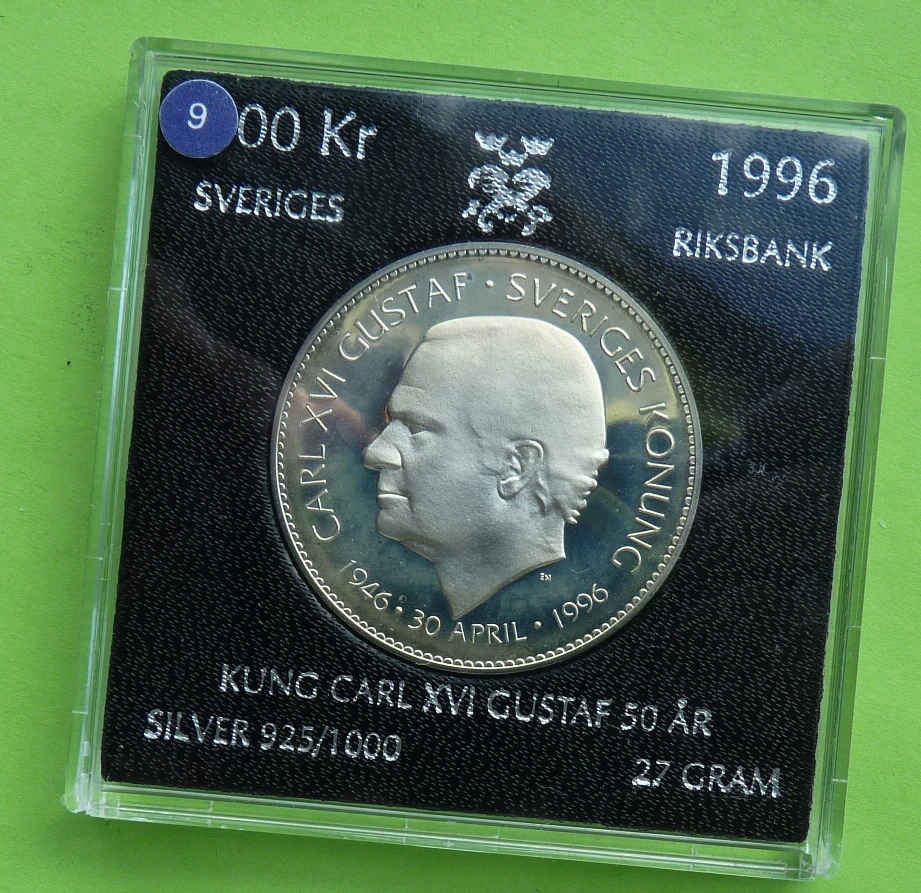 9
00 Kr
1996
SVERIGES
RIKSBANK
CARL XVI GUSTAF · SVERIGES KONUNG
1946 · 30 APRIL · 1996
EN
KUNG CARL XVI GUSTAF 50 ÅR
SILVER 925/1000
27 GRAM